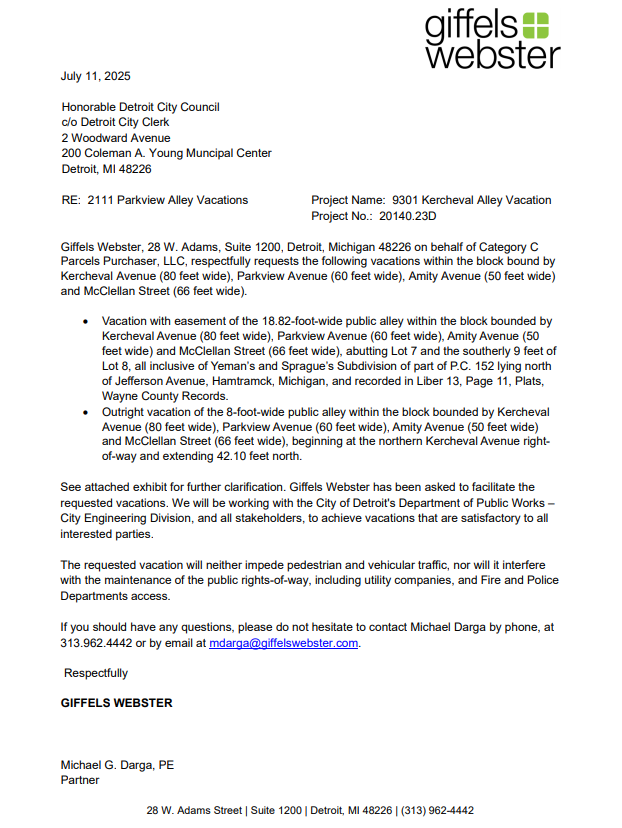 giffels
webster
July 11, 2025
Honorable Detroit City Council
c/o Detroit City Clerk
2 Woodward Avenue
200 Coleman A. Young Muncipal Center
Detroit, MI 48226
RE: 2111 Parkview Alley Vacations
Project Name: 9301 Kercheval Alley Vacation
Project No.: 20140.23D
Giffels Webster, 28 W. Adams, Suite 1200, Detroit, Michigan 48226 on behalf of Category C
Parcels Purchaser, LLC, respectfully requests the following vacations within the block bound by
Kercheval Avenue (80 feet wide), Parkview Avenue (60 feet wide), Amity Avenue (50 feet wide)
and McClellan Street (66 feet wide).
• Vacation with easement of the 18.82-foot-wide public alley within the block bounded by
Kercheval Avenue (80 feet wide), Parkview Avenue (60 feet wide), Amity Avenue (50
feet wide) and McClellan Street (66 feet wide), abutting Lot 7 and the southerly 9 feet of
Lot 8, all inclusive of Yeman's and Sprague's Subdivision of part of P.C. 152 lying north
of Jefferson Avenue, Hamtramck, Michigan, and recorded in Liber 13, Page 11, Plats,
Wayne County Records.
• Outright vacation of the 8-foot-wide public alley within the block bounded by Kercheval
Avenue (80 feet wide), Parkview Avenue (60 feet wide), Amity Avenue (50 feet wide)
and McClellan Street (66 feet wide), beginning at the northern Kercheval Avenue right-
of-way and extending 42.10 feet north.
See attached exhibit for further clarification. Giffels Webster has been asked to facilitate the
requested vacations. We will be working with the City of Detroit's Department of Public Works –
City Engineering Division, and all stakeholders, to achieve vacations that are satisfactory to all
interested parties.
The requested vacation will neither impede pedestrian and vehicular traffic, nor will it interfere
with the maintenance of the public rights-of-way, including utility companies, and Fire and Police
Departments access.
If you should have any questions, please do not hesitate to contact Michael Darga by phone, at
313.962.4442 or by email at mdarga@giffelswebster.com.
Respectfully
GIFFELS WEBSTER
Michael G. Darga, PE
Partner
28 W. Adams Street | Suite 1200 | Detroit, MI 48226 | (313) 962-4442